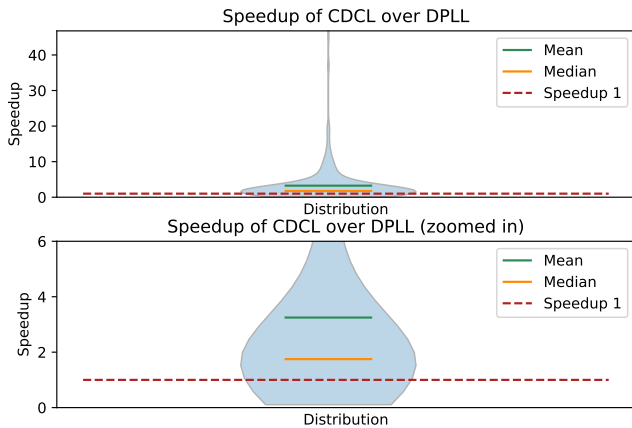 Speedup of CDCL over DPLL
Speedup
40
30
20
10
0
Mean
Median
Speedup 1
Distribution
Speedup of CDCL over DPLL (zoomed in)
Speedup
6
4
2
0
Mean
Median
Speedup 1
Distribution